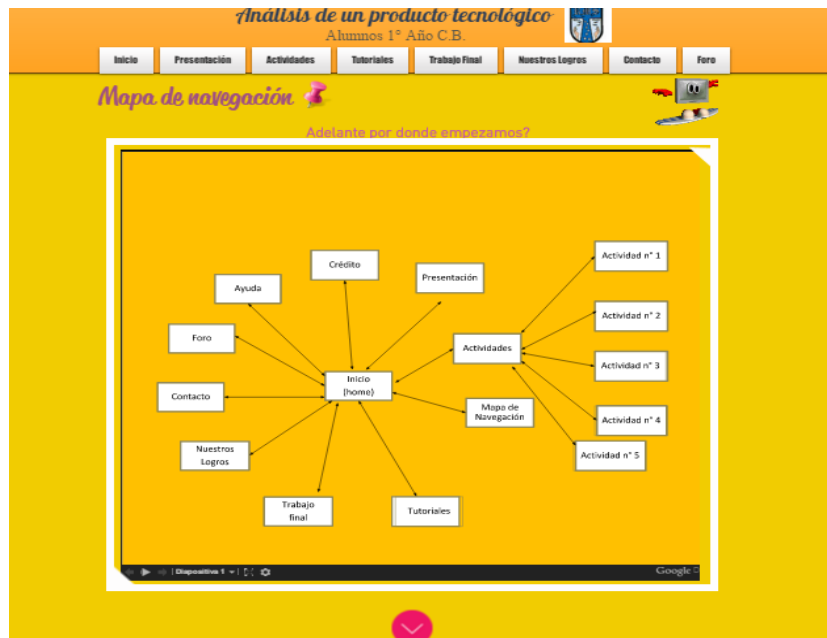 Análisis de un producto tecnológico
Alumnos 1° Año C.B.
Inicio Presentación Actividades Tutoriales Trabajo Final Nuestros Logros Contacto Foro
Mapa de navegación
Adelante por donde empezamos?
Crédito
Presentación
Ayuda
Foro
Contacto
Nuestros
Logros
Trabajo
final
Tutoriales
Inicio
(home)
Mapa de
Navegación
Actividades
Actividad n° 1
Actividad n° 2
Actividad n° 3
Actividad n° 4
Actividad n° 5
Diapositiva 1
Google